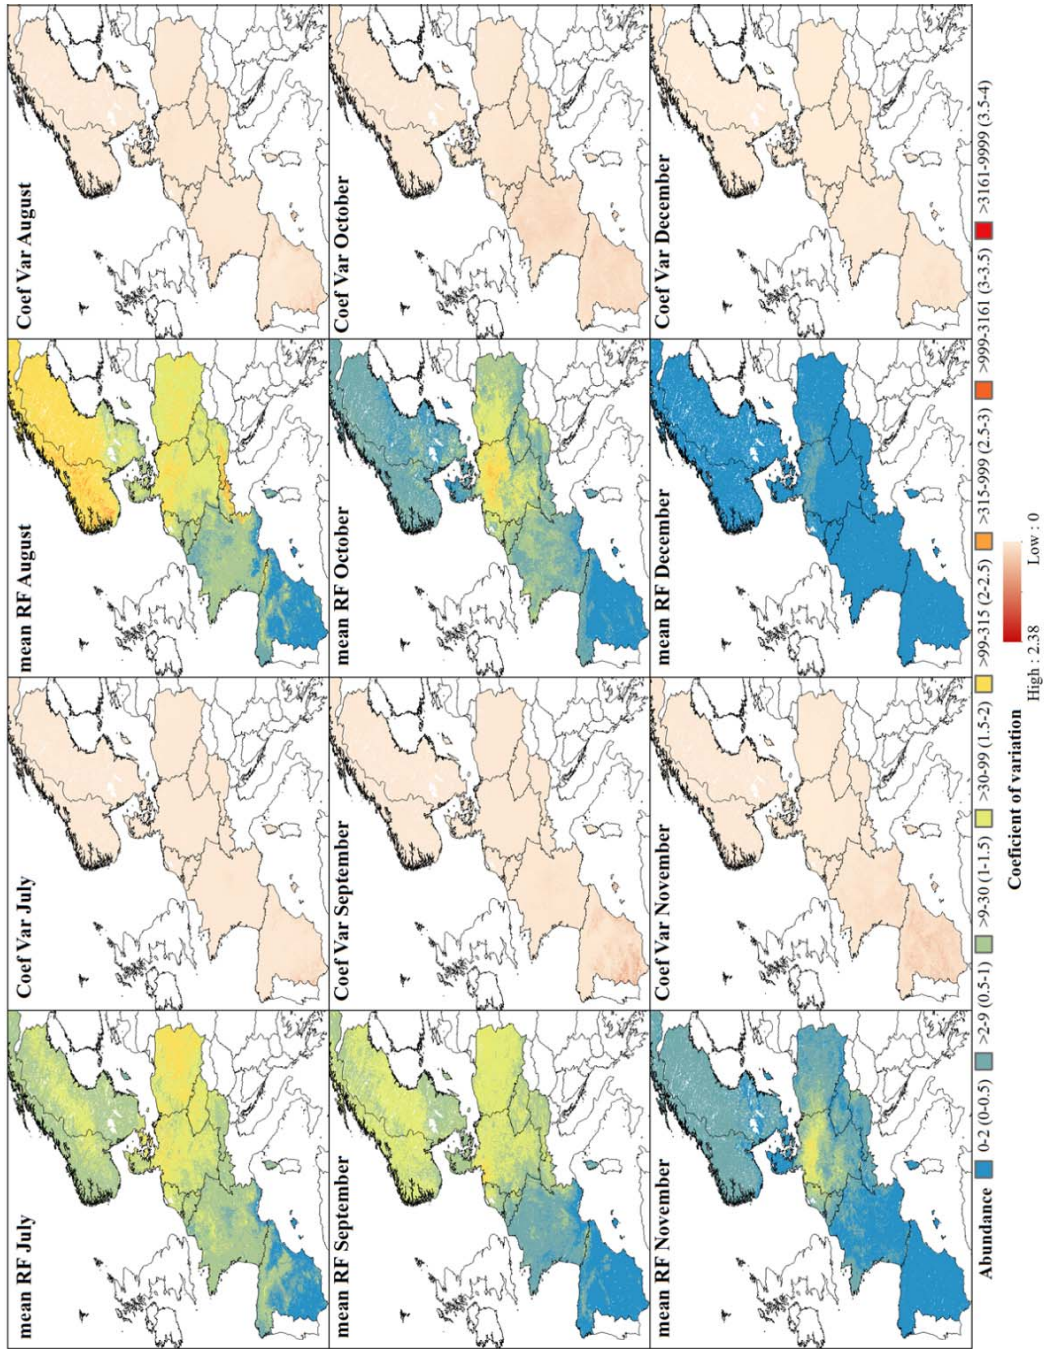 mean RF July
Coef Var July
mean RF August
Coef Var August
mean RF September
Coef Var September
mean RF October
Coef Var October
mean RF November
Coef Var November
mean RF December
Coef Var December
Abundance 0-2 (0-0.5) >2-9 (0.5-1) >9-30 (1-1.5) >30-99 (1.5-2) >99-315 (2-2.5) >315-999 (2.5-3) >999-3161 (3-3.5) >3161-9999 (3.5-4)
Coeficient of variation
High : 2.38 Low : 0